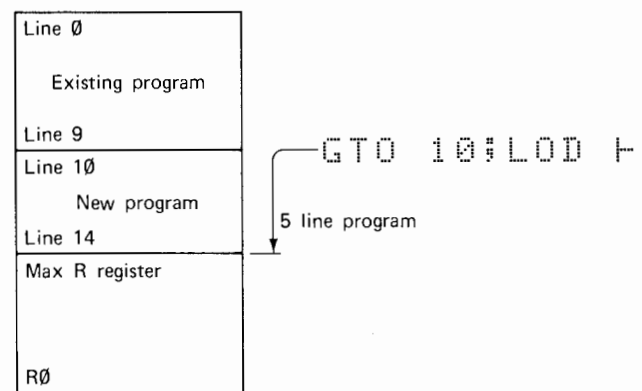 Line Ø
Existing program
Line 9
GTO 10;LOD ⊢
Line 1Ø
New program
5 line program
Line 14
Max R register
RØ